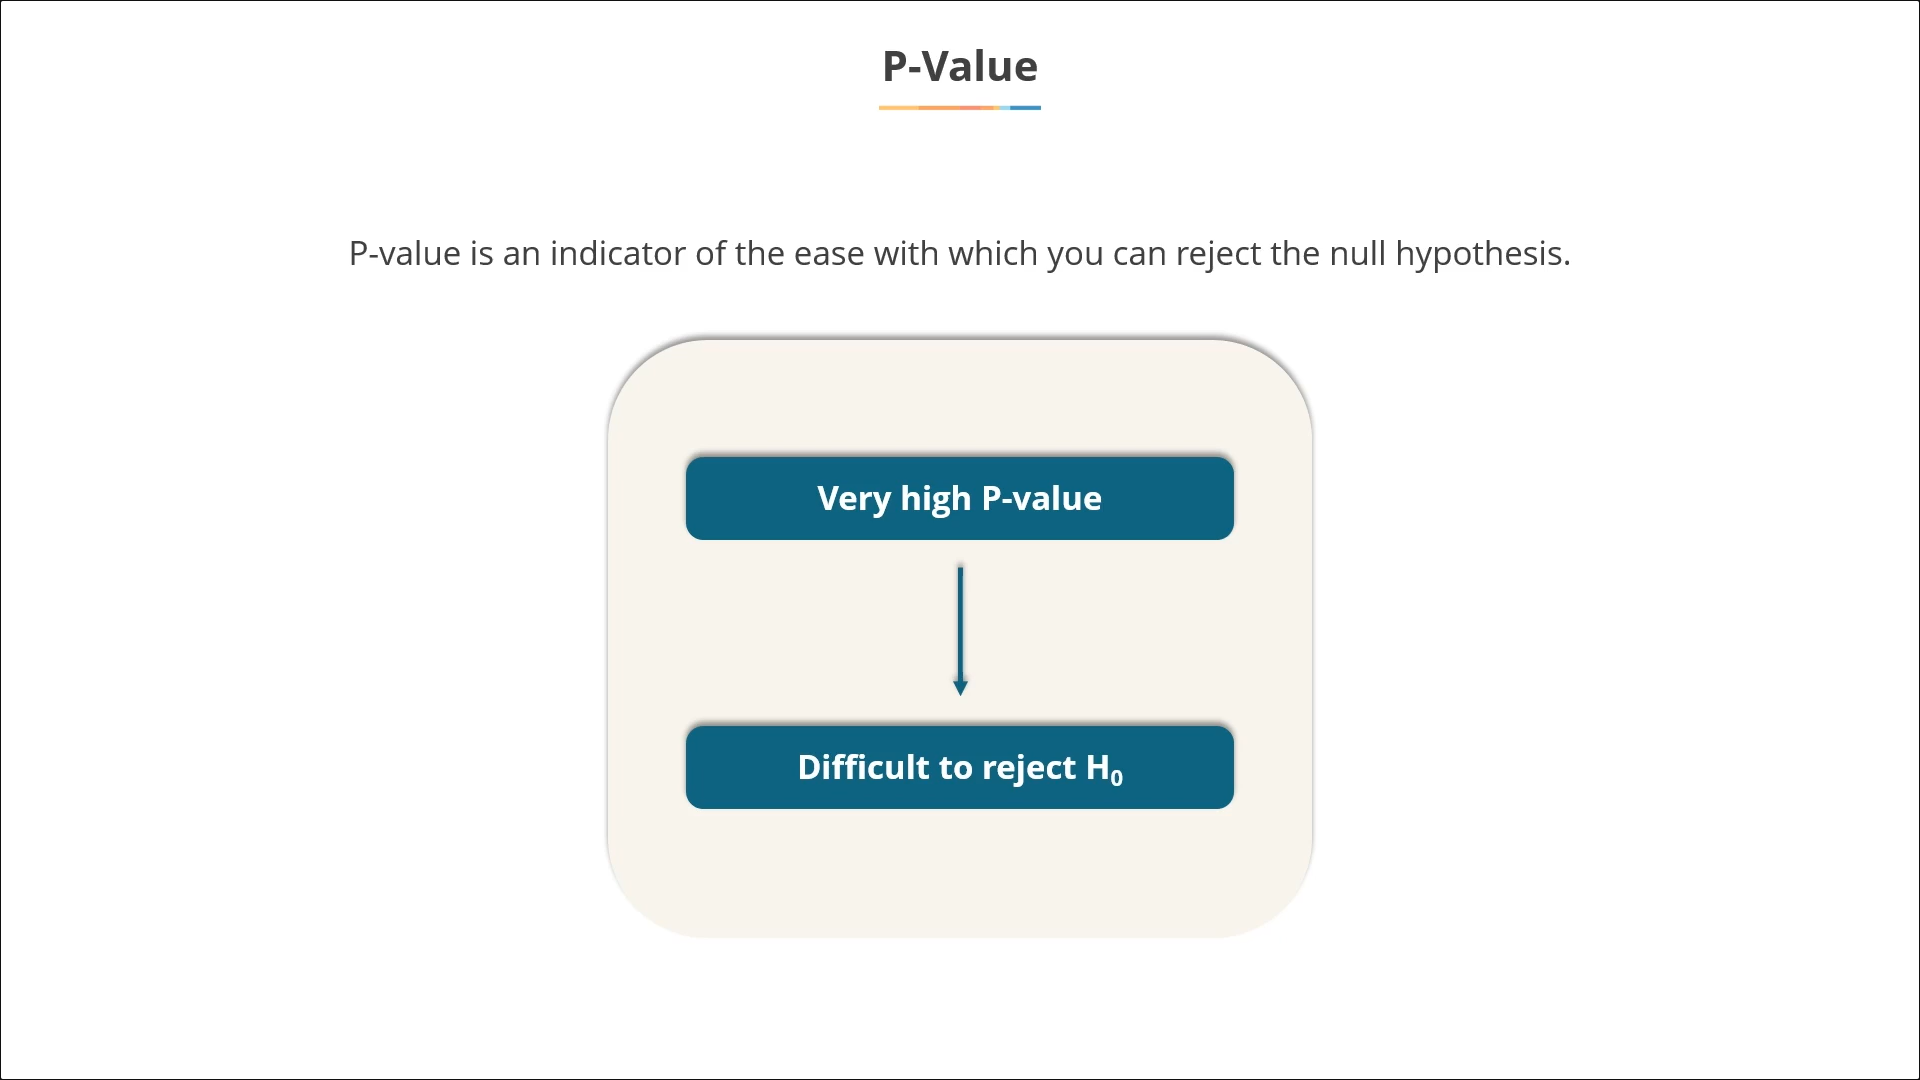 P-Value
P-value is an indicator of the ease with which you can reject the null hypothesis.
Very high P-value
Difficult to reject H₀